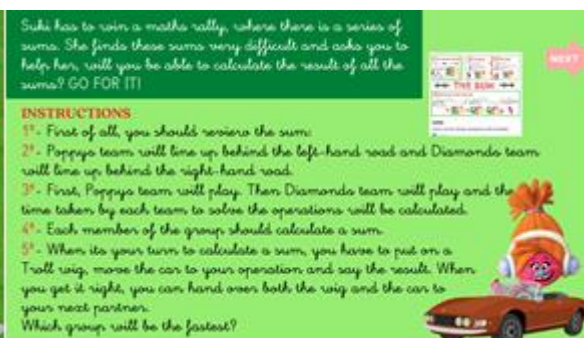 Suki has to win a maths rally, where there is a series of
sums. She finds these sums very difficult and asks you to
help her, will you be able to calculate the result of all the
sums? GO FOR IT!
NEXT
THE SUM
INSTRUCTIONS
1º- First of all, you should review the sum:
2º- Poppys team will line up behind the left-hand road and Diamonds team
will line up behind the right-hand road.
3º- First, Poppys team will play. Then Diamonds team will play and the
time taken by each team to solve the operations will be calculated.
4º- Each member of the group should calculate a sum.
5º- When its your turn to calculate a sum, you have to put on a
Troll wig, move the car to your operation and say the result. When
you get it right, you can hand over both the wig and the car to
your next partner.
Which group will be the fastest?